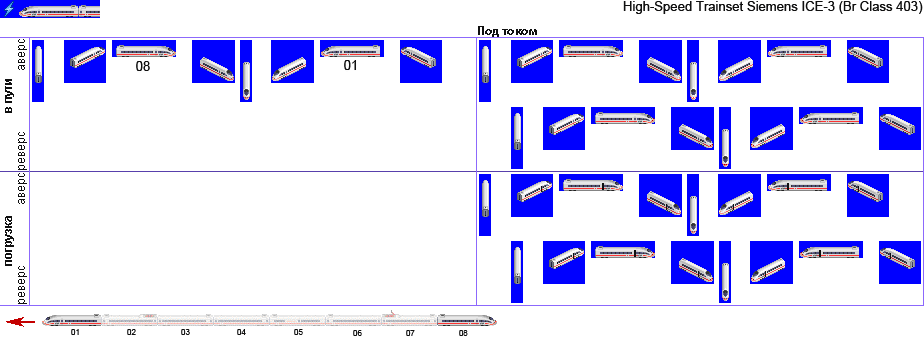 High-Speed Trainset Siemens ICE-3 (Br Class 403)
Под током
в пути
аверс
реверс
08
01
погрузка
аверс
реверс
01 02 03 04 05 06 07 08